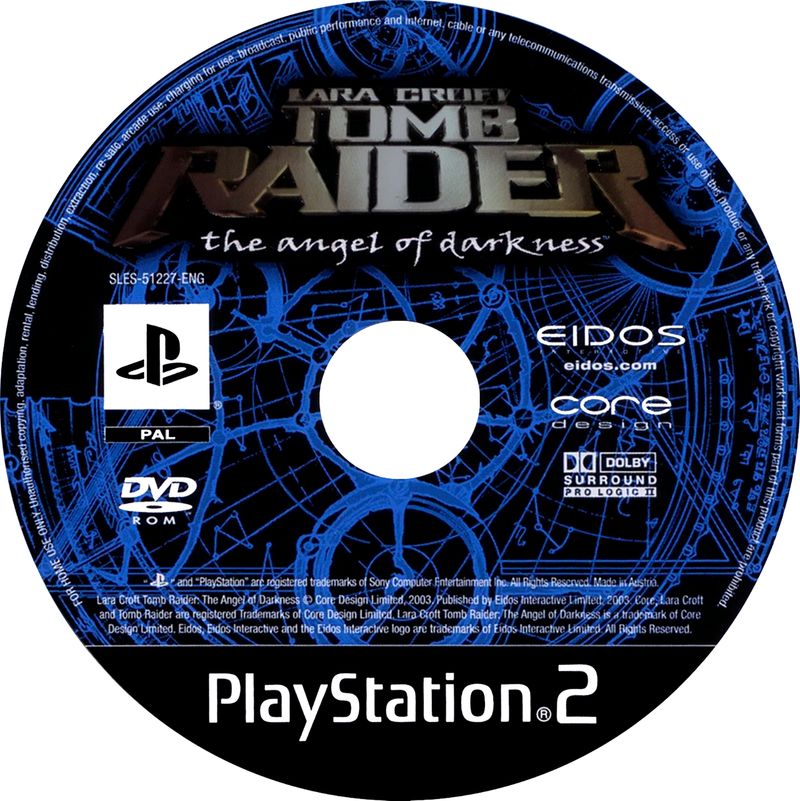 FOR HOME USE ONLY. Unauthorised copying, adaptation, rental, lending, distribution, extraction, re-sale, arcade use, charging for use, broadcast, public performance and internet, cable or any telecommunications transmission, access or use of this product or any trademark or copyright work that forms part of this product are prohibited.
LARA CROFT
TOMB
RAIDER
the angel of darkness™
SLES-51227-ENG
®
PAL
DVD
ROM
EIDOS
INTERACTIVE
eidos.com
core
design
DOLBY
SURROUND
PRO LOGIC II
" " and "PlayStation" are registered trademarks of Sony Computer Entertainment Inc. All Rights Reserved. Made in Austria.
Lara Croft Tomb Raider: The Angel of Darkness © Core Design Limited, 2003. Published by Eidos Interactive Limited, 2003. Core, Lara Croft
and Tomb Raider are registered Trademarks of Core Design Limited. Lara Croft Tomb Raider: The Angel of Darkness is a trademark of Core
Design Limited. Eidos, Eidos Interactive and the Eidos Interactive logo are trademarks of Eidos Interactive Limited. All Rights Reserved.
PlayStation®2